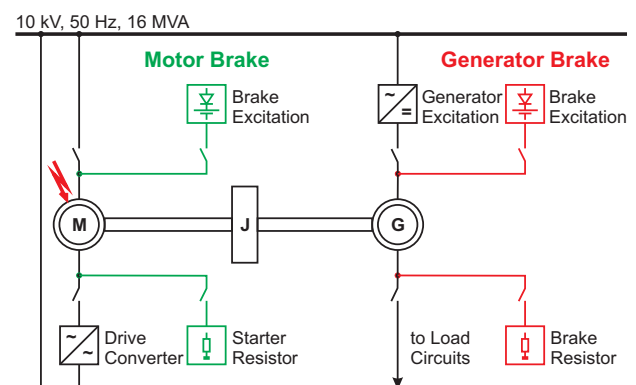 10 kV, 50 Hz, 16 MVA
Motor Brake
Generator Brake
Brake
Excitation
~
=
Generator
Excitation
Brake
Excitation
M
J
G
~
~
Drive
Converter
Starter
Resistor
to Load
Circuits
Brake
Resistor